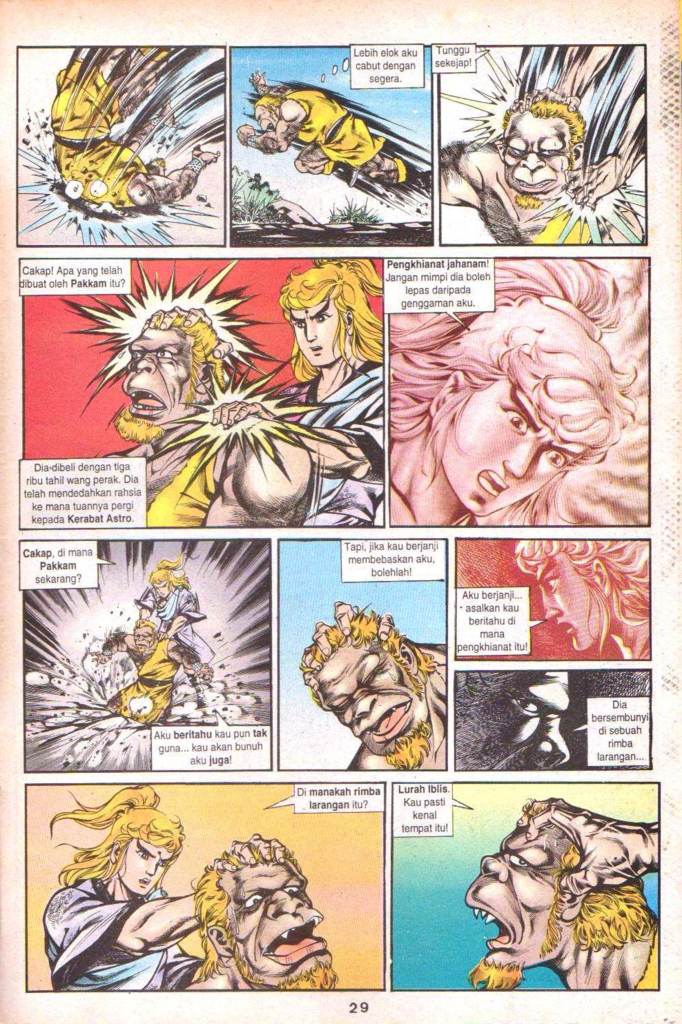 Lebih elok aku
cabut dengan
segera.
Tunggu
sekejap!
Cakap! Apa yang telah
dibuat oleh Pakkam itu?
Dia dibeli dengan tiga
ribu tahil wang perak. Dia
telah mendedahkan rahsia
ke mana tuannya pergi
kepada Kerabat Astro.
Pengkhianat jahanam!
Jangan mimpi dia boleh
lepas daripada
genggaman aku.
Cakap, di mana
Pakkam
sekarang?
Aku beritahu kau pun tak
guna... kau akan bunuh
aku juga!
Tapi, jika kau berjanji
membebaskan aku,
bolehlah!
Aku berjanji...
asalkan kau
beritahu di
mana
pengkhianat itu!
Dia
bersembunyi
di sebuah
rimba
larangan...
Di manakah rimba
larangan itu?
Lurah Iblis.
Kau pasti
kenal
tempat itu!
29